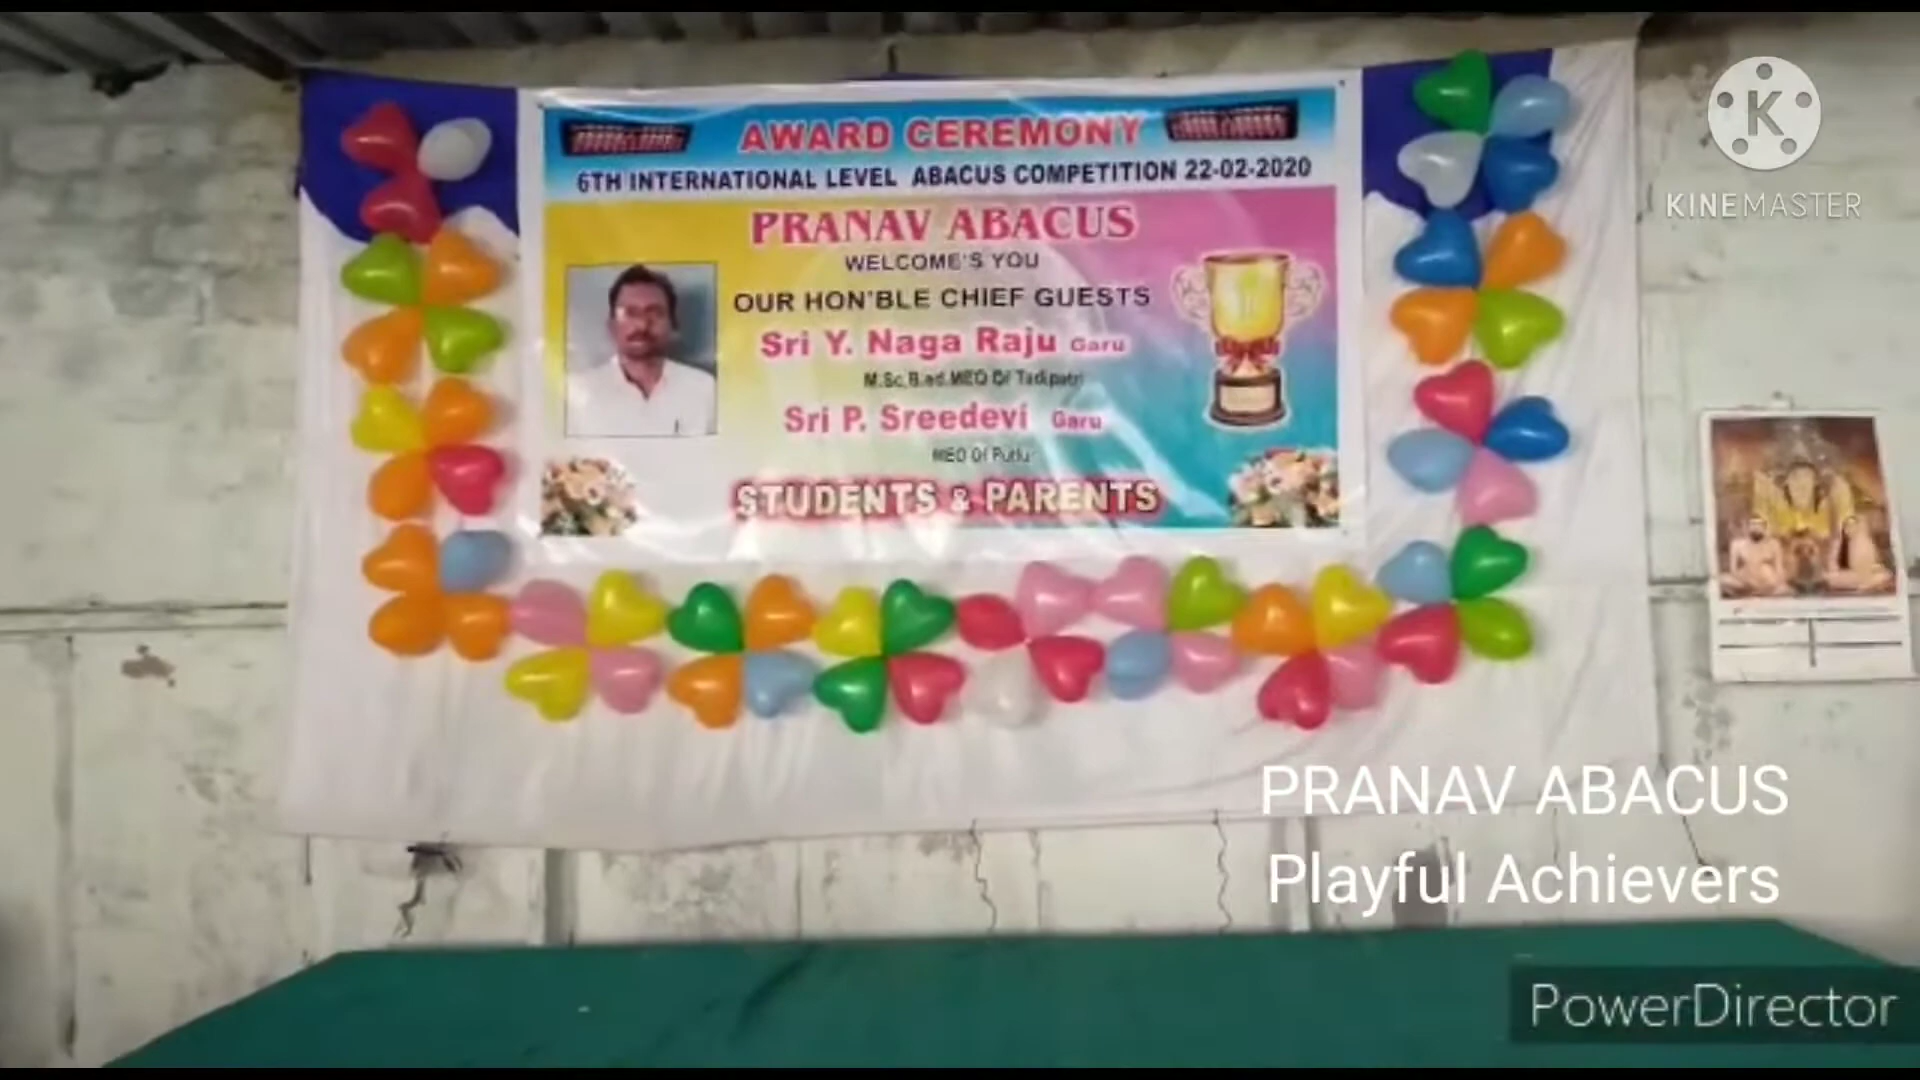 AWARD CEREMONY
6TH INTERNATIONAL LEVEL ABACUS COMPETITION 22-02-2020
PRANAV ABACUS
WELCOME'S YOU
OUR HON'BLE CHIEF GUESTS
Sri Y. Naga Raju Garu
M.Sc,B.ed.MEO Of Tadipatri
Sri P. Sreedevi Garu
MEO Of Putlur
STUDENTS & PARENTS
K
KINEMASTER
PRANAV ABACUS
Playful Achievers
PowerDirector